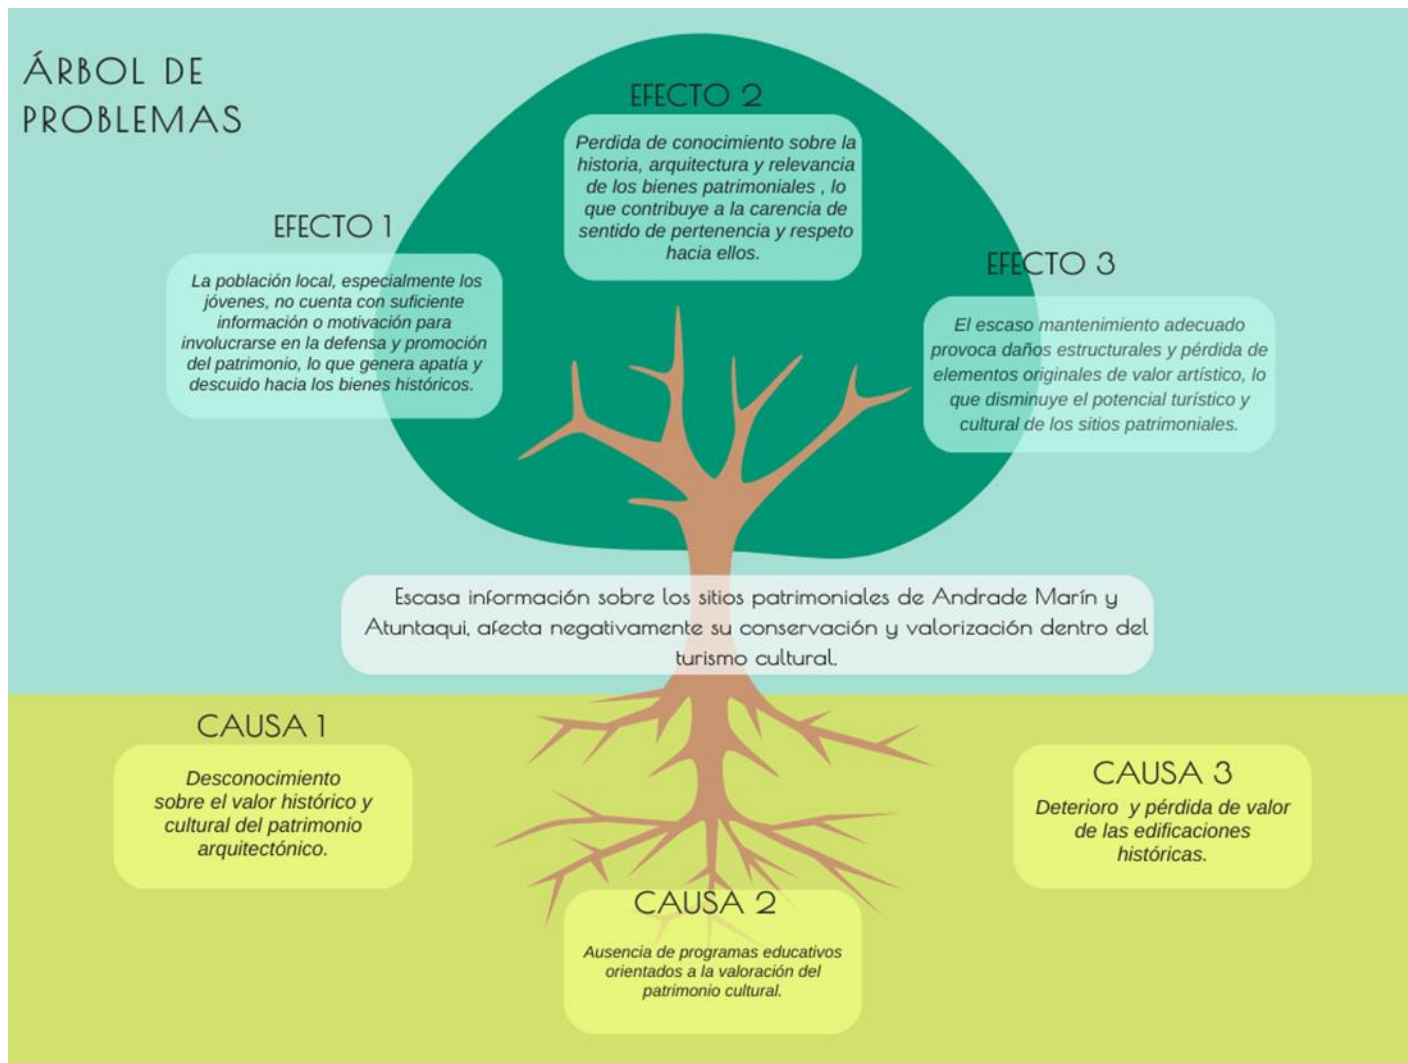 ÁRBOL DE
PROBLEMAS
EFECTO 1
La población local, especialmente los
jóvenes, no cuenta con suficiente
información o motivación para
involucrarse en la defensa y promoción
del patrimonio, lo que genera apatía y
descuido hacia los bienes históricos.
EFECTO 2
Perdida de conocimiento sobre la
historia, arquitectura y relevancia
de los bienes patrimoniales , lo
que contribuye a la carencia de
sentido de pertenencia y respeto
hacia ellos.
EFECTO 3
El escaso mantenimiento adecuado
provoca daños estructurales y pérdida de
elementos originales de valor artístico, lo
que disminuye el potencial turístico y
cultural de los sitios patrimoniales.
Escasa información sobre los sitios patrimoniales de Andrade Marín y
Atuntaqui, afecta negativamente su conservación y valorización dentro del
turismo cultural.
CAUSA 1
Desconocimiento
sobre el valor histórico y
cultural del patrimonio
arquitectónico.
CAUSA 2
Ausencia de programas educativos
orientados a la valoración del
patrimonio cultural.
CAUSA 3
Deterioro  y pérdida de valor
de las edificaciones
históricas.